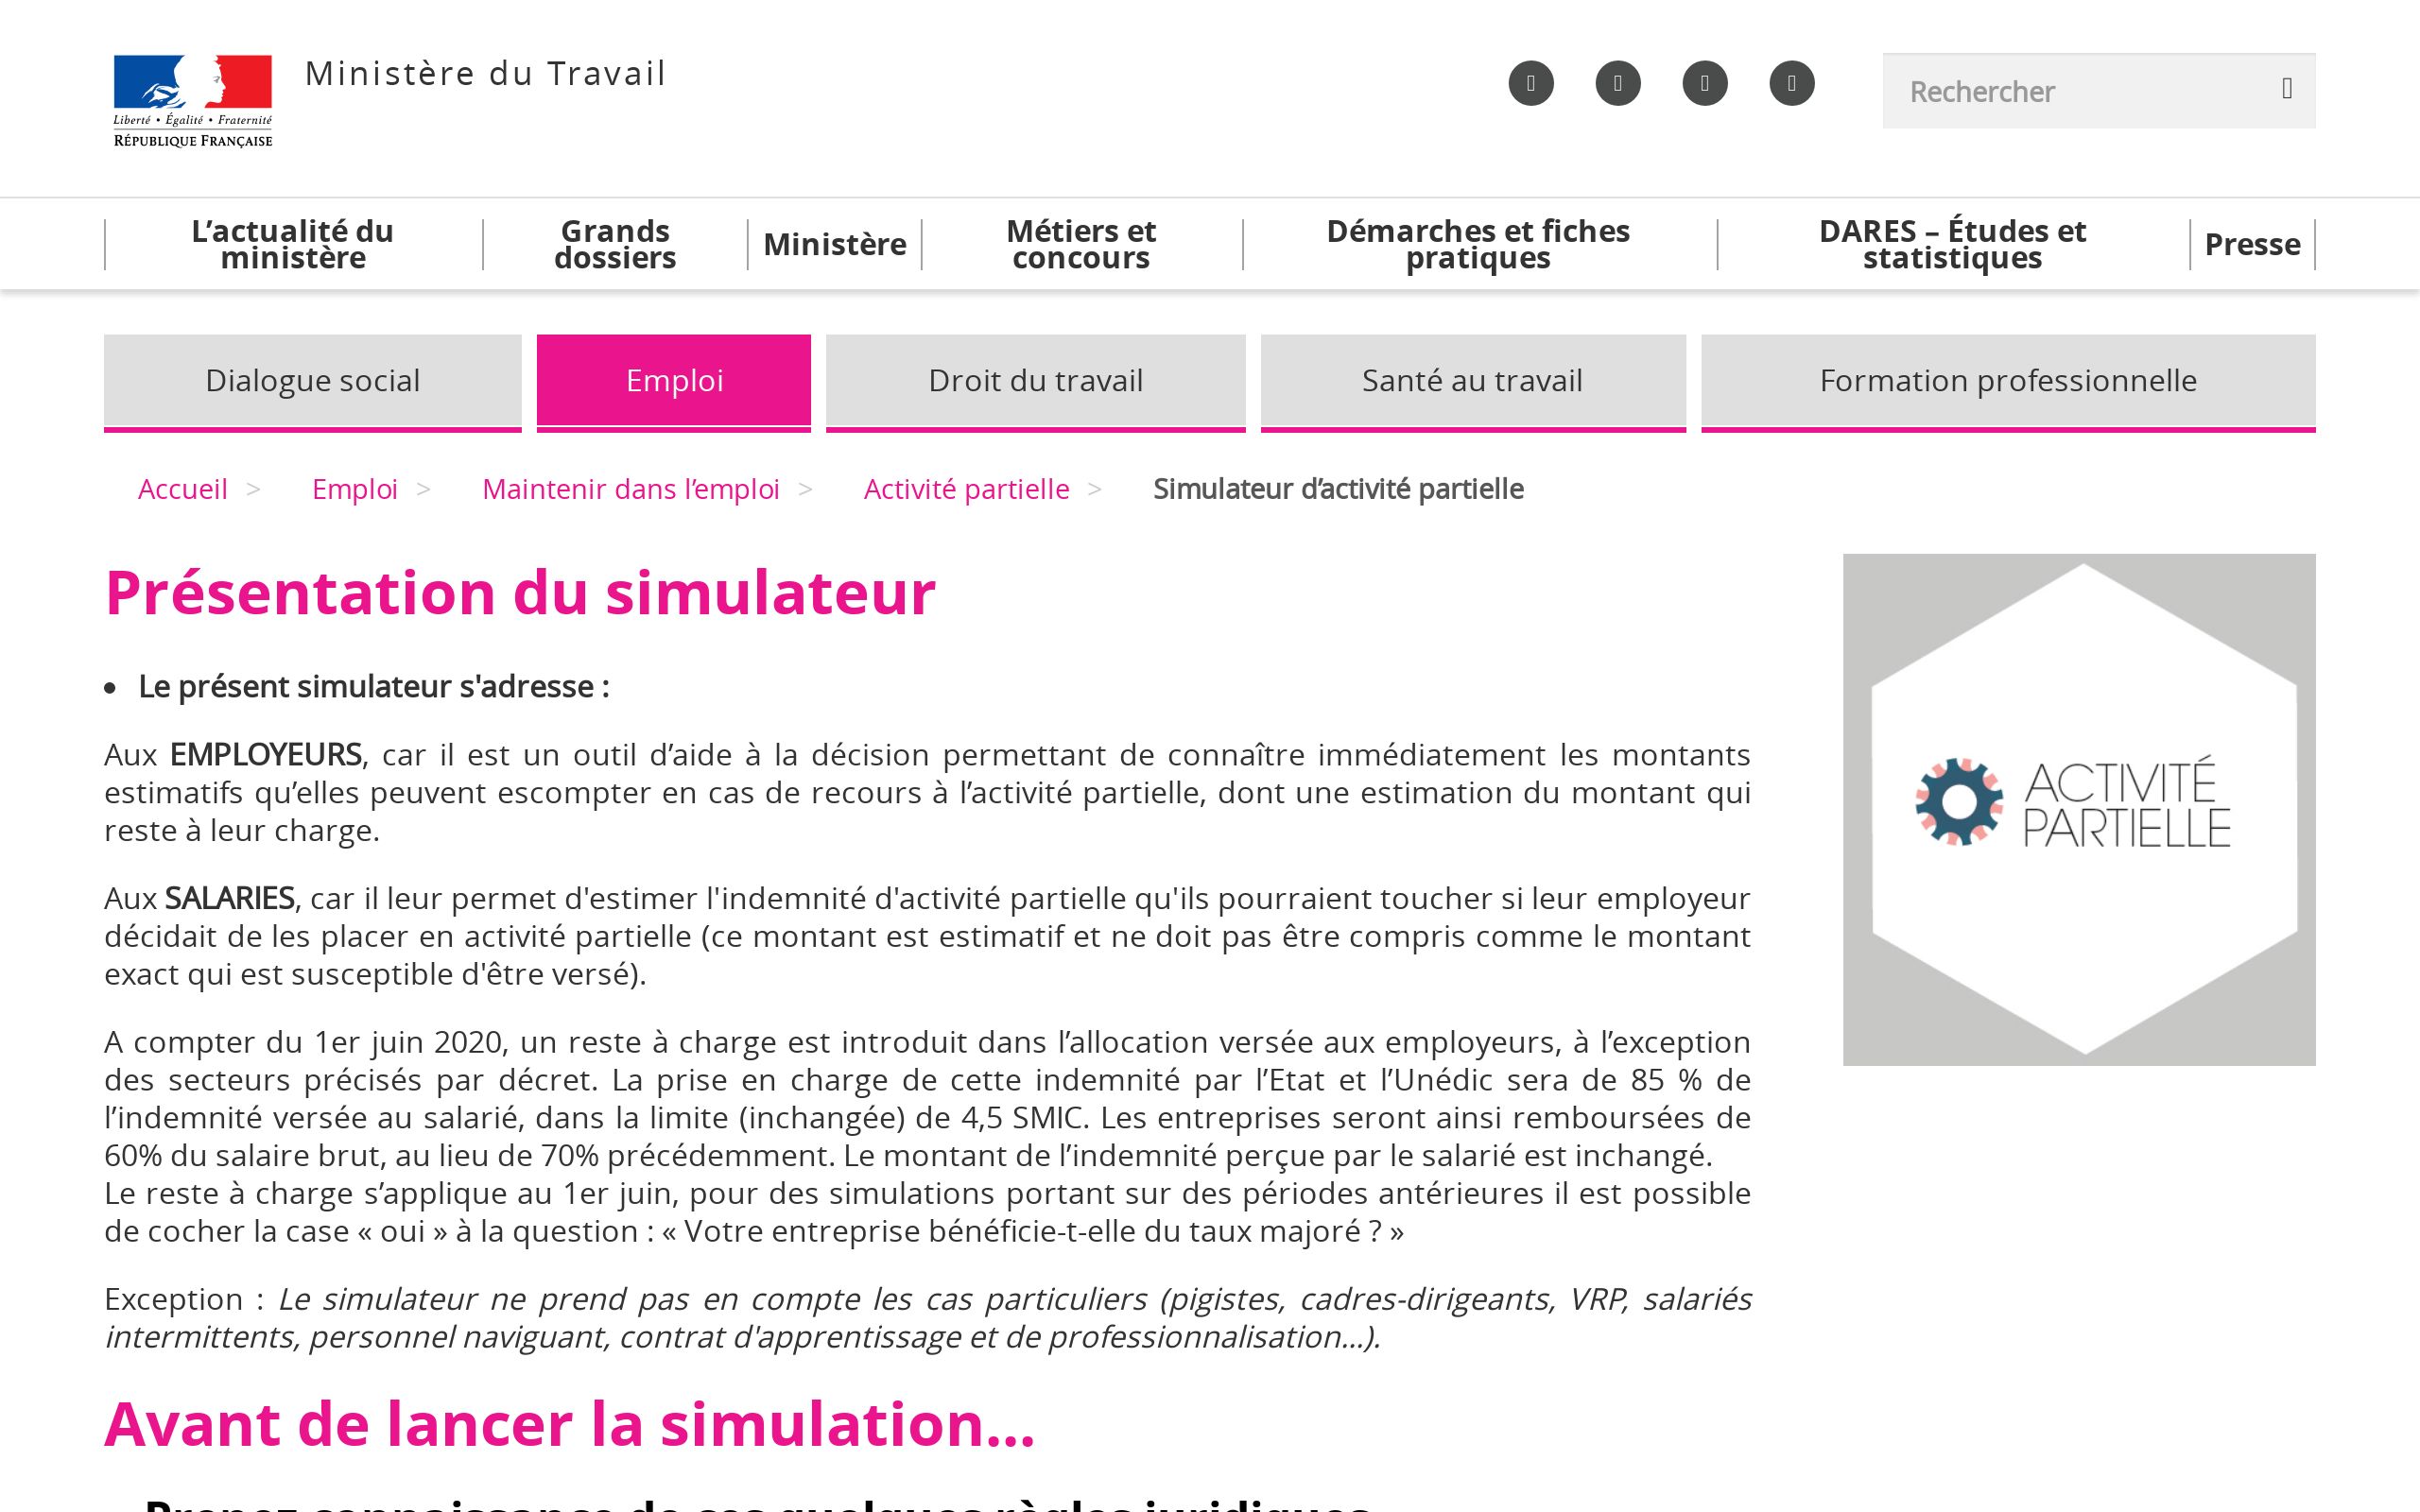 Ministère du Travail
Liberté • Égalité • Fraternité
RÉPUBLIQUE FRANÇAISE
Rechercher
L’actualité du ministère
Grands dossiers
Ministère
Métiers et concours
Démarches et fiches pratiques
DARES – Études et statistiques
Presse
Dialogue social
Emploi
Droit du travail
Santé au travail
Formation professionnelle
Accueil > Emploi > Maintenir dans l’emploi > Activité partielle > Simulateur d’activité partielle
Présentation du simulateur
• Le présent simulateur s'adresse :
Aux EMPLOYEURS, car il est un outil d’aide à la décision permettant de connaître immédiatement les montants
estimatifs qu’elles peuvent escompter en cas de recours à l’activité partielle, dont une estimation du montant qui
reste à leur charge.
Aux SALARIES, car il leur permet d'estimer l'indemnité d'activité partielle qu'ils pourraient toucher si leur employeur
décidait de les placer en activité partielle (ce montant est estimatif et ne doit pas être compris comme le montant
exact qui est susceptible d'être versé).
A compter du 1er juin 2020, un reste à charge est introduit dans l’allocation versée aux employeurs, à l’exception
des secteurs précisés par décret. La prise en charge de cette indemnité par l’Etat et l’Unédic sera de 85 % de
l’indemnité versée au salarié, dans la limite (inchangée) de 4,5 SMIC. Les entreprises seront ainsi remboursées de
60% du salaire brut, au lieu de 70% précédemment. Le montant de l’indemnité perçue par le salarié est inchangé.
Le reste à charge s’applique au 1er juin, pour des simulations portant sur des périodes antérieures il est possible
de cocher la case « oui » à la question : « Votre entreprise bénéficie-t-elle du taux majoré ? »
Exception : Le simulateur ne prend pas en compte les cas particuliers (pigistes, cadres-dirigeants, VRP, salariés
intermittents, personnel naviguant, contrat d'apprentissage et de professionnalisation...).
ACTIVITÉ
PARTIELLE
Avant de lancer la simulation...
Prenez connaissance de ces quelques règles juridiques